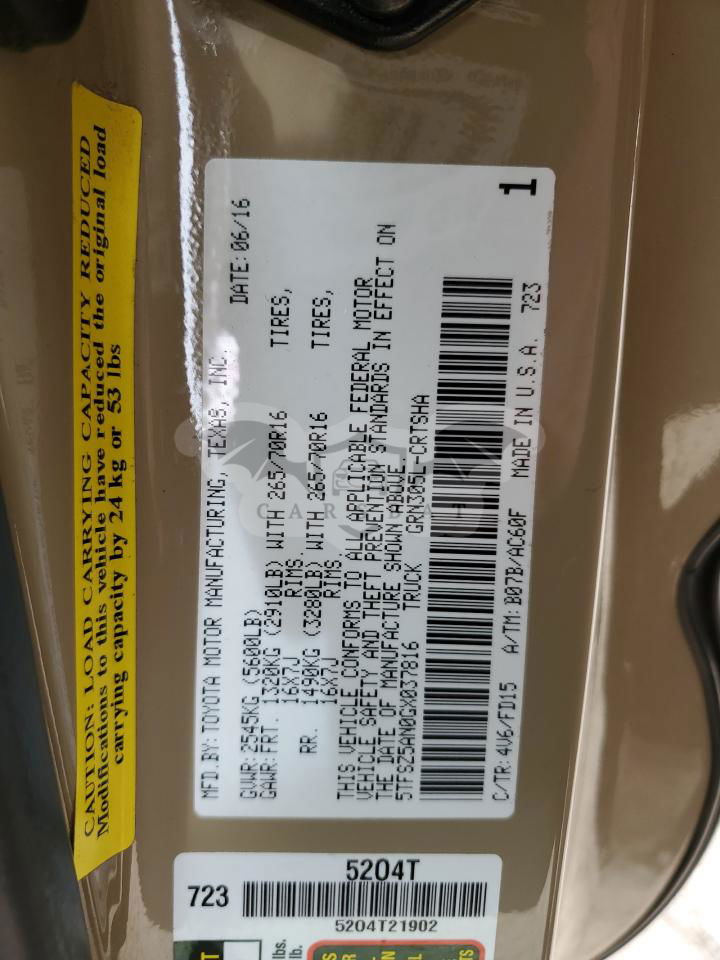 CAUTION: LOAD CARRYING CAPACITY REDUCED
Modifications to this vehicle have reduced the original load
carrying capacity by 24 kg or 53 lbs
MFD. BY: TOYOTA MOTOR MANUFACTURING, TEXAS, INC.
DATE: 06/16
GVWR: 2545KG (5600LB)
GAWR: FRT. 1320KG (2910LB) WITH 265/70R16 TIRES,
16X7J RIMS.
RR. 1490KG (3280LB) WITH 265/70R16 TIRES,
16X7J RIMS.
THIS VEHICLE CONFORMS TO ALL APPLICABLE FEDERAL MOTOR
VEHICLE SAFETY AND THEFT PREVENTION STANDARDS IN EFFECT ON
THE DATE OF MANUFACTURE SHOWN ABOVE.
5TFSZ5AN0GX037816 TRUCK GRN305L-CRTSHA
C/TR: 4V6/FD15 A/TM: B07B/AC60F MADE IN U.S.A. 723
1
723
5204T
5204T21902
lbs.
lb.